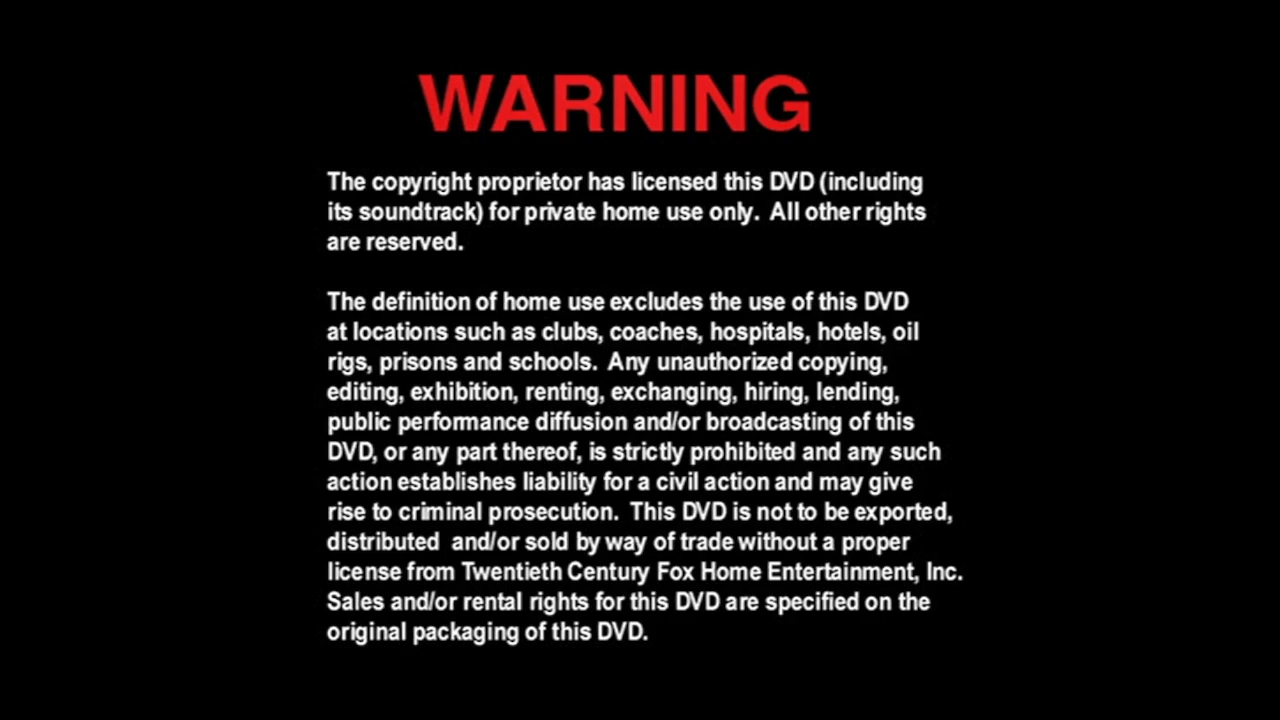 WARNING
The copyright proprietor has licensed this DVD (including
its soundtrack) for private home use only.  All other rights
are reserved.
The definition of home use excludes the use of this DVD
at locations such as clubs, coaches, hospitals, hotels, oil
rigs, prisons and schools.  Any unauthorized copying,
editing, exhibition, renting, exchanging, hiring, lending,
public performance diffusion and/or broadcasting of this
DVD, or any part thereof, is strictly prohibited and any such
action establishes liability for a civil action and may give
rise to criminal prosecution.  This DVD is not to be exported,
distributed  and/or sold by way of trade without a proper
license from Twentieth Century Fox Home Entertainment, Inc.
Sales and/or rental rights for this DVD are specified on the
original packaging of this DVD.